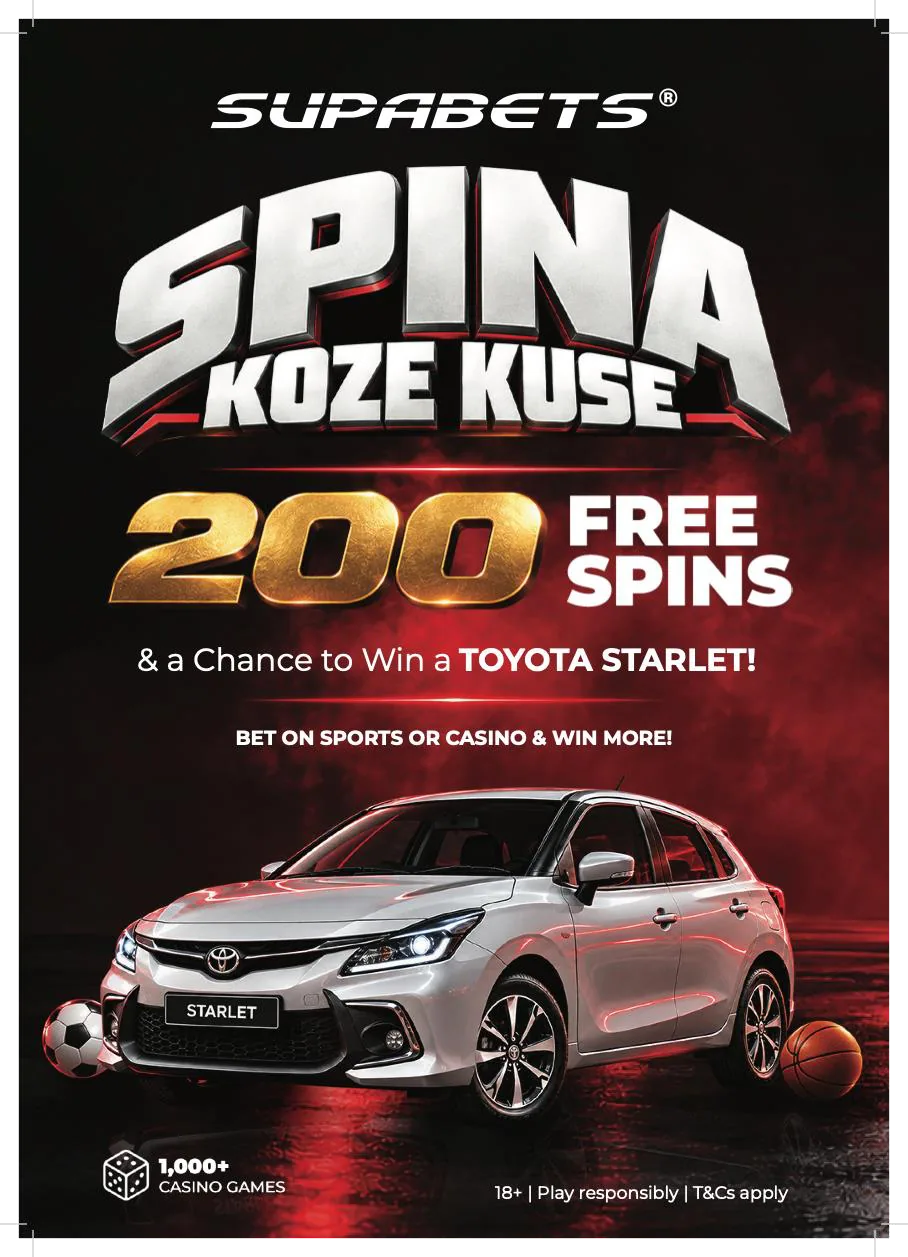 SUPABETS®
SPINA
KOZE KUSE
200 FREE SPINS
& a Chance to Win a TOYOTA STARLET!
BET ON SPORTS OR CASINO & WIN MORE!
STARLET
1,000+
CASINO GAMES
18+ | Play responsibly | T&Cs apply